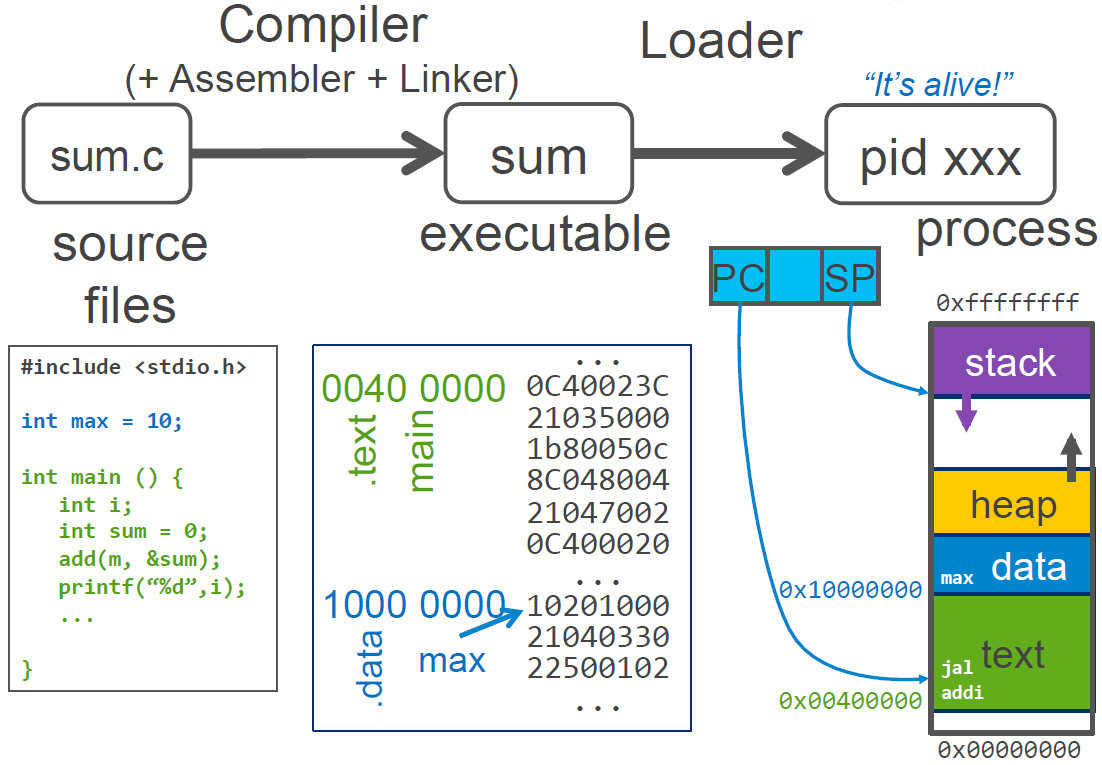 Compiler
(+ Assembler + Linker)
Loader
“It’s alive!”
sum.c
sum
pid xxx
source
files
executable
process
#include <stdio.h>
int max = 10;
int main () {
int i;
int sum = 0;
add(m, &sum);
printf(“%d”,i);
...
}
0040 0000
.text
main
1000 0000
.data
max
...
0C40023C
21035000
1b80050c
8C048004
21047002
0C400020
...
10201000
21040330
22500102
...
PC
SP
0xffffffff
stack
heap
max data
0x10000000
text
jal
addi
0x00400000
0x00000000